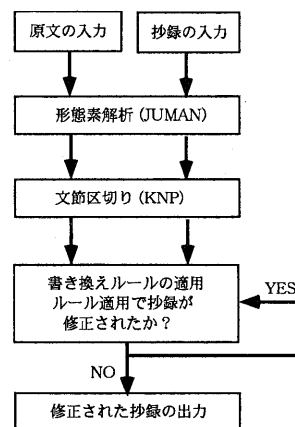 原文の入力
抄録の入力
形態素解析 (JUMAN)
文節区切り (KNP)
書き換えルールの適用
ルール適用で抄録が
修正されたか？
YES
NO
修正された抄録の出力